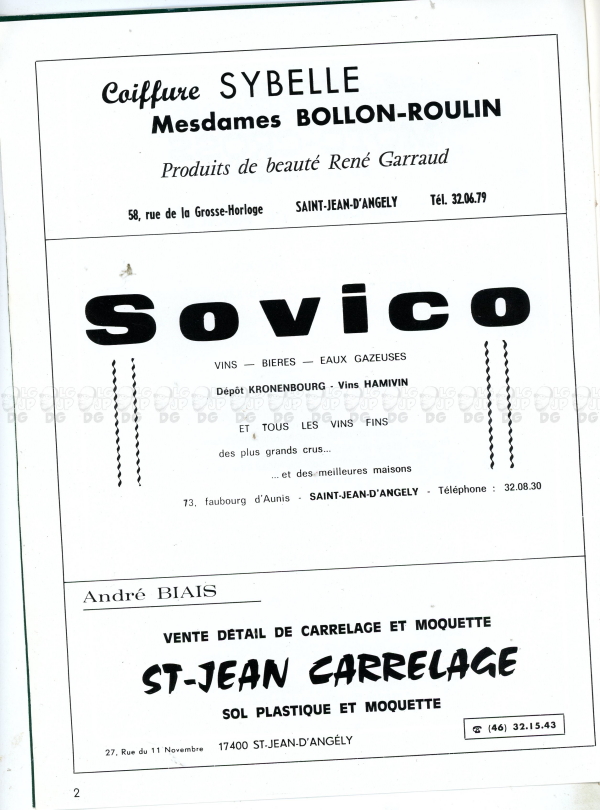 Coiffure SYBELLE
Mesdames BOLLON-ROULIN
Produits de beauté René Garraud
58, rue de la Grosse-Horloge SAINT-JEAN-D'ANGELY Tél. 32.06.79
Sovico
VINS — BIERES — EAUX GAZEUSES
Dépôt KRONENBOURG - Vins HAMIVIN
ET TOUS LES VINS FINS
des plus grands crus...
...et des meilleures maisons
73, faubourg d'Aunis - SAINT-JEAN-D'ANGELY - Téléphone : 32.08.30
André BIAIS
VENTE DÉTAIL DE CARRELAGE ET MOQUETTE
ST-JEAN CARRELAGE
SOL PLASTIQUE ET MOQUETTE
☎ (46) 32.15.43
27, Rue du 11 Novembre 17400 ST-JEAN-D'ANGÉLY
2